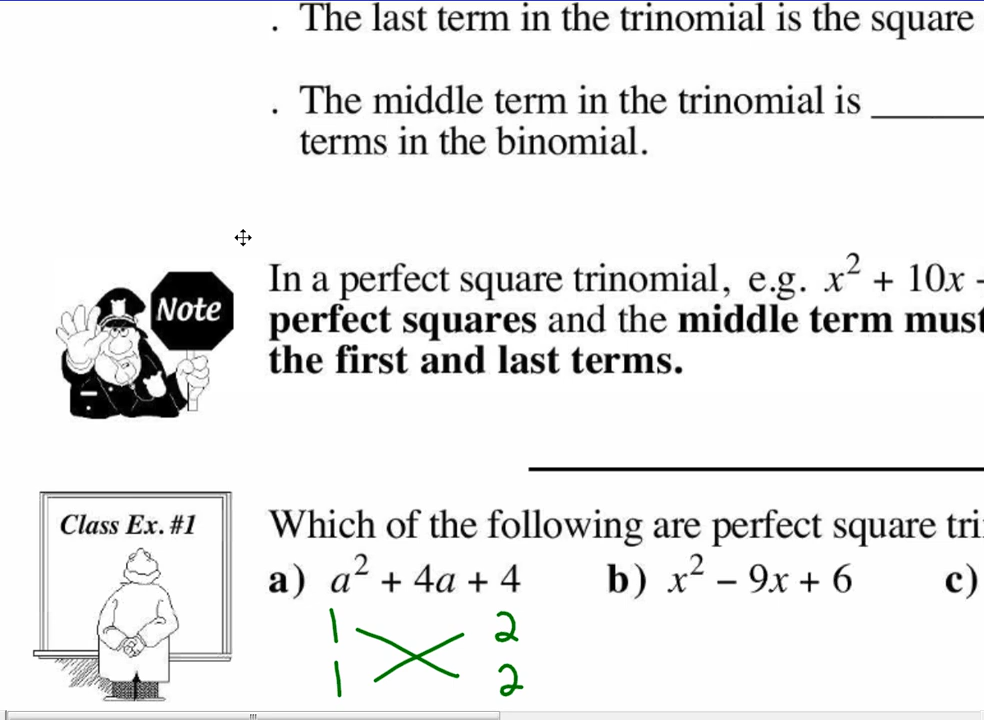 . The last term in the trinomial is the square
. The middle term in the trinomial is ______
terms in the binomial.
Note
In a perfect square trinomial, e.g. x² + 10x -
perfect squares and the middle term must
the first and last terms.
Class Ex. #1
Which of the following are perfect square tri
a) a² + 4a + 4 b) x² – 9x + 6 c)
1 2
1 2